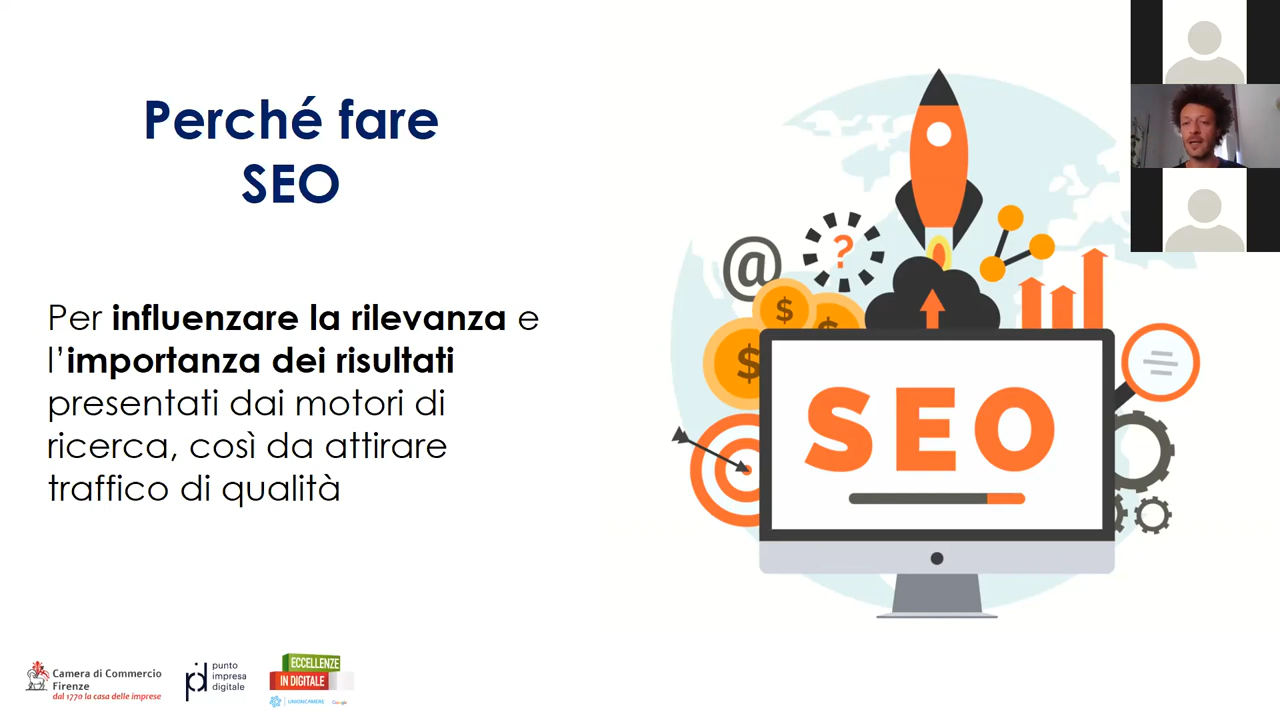 Perché fare
SEO
Per influenzare la rilevanza e
l'importanza dei risultati
presentati dai motori di
ricerca, così da attirare
traffico di qualità
@
?
$
$
$
SEO
Camera di Commercio
Firenze
dal 1770 la casa delle imprese
pid
punto
impresa
digitale
ECCELLENZE
IN DIGITALE
UNIONCAMERE
Google